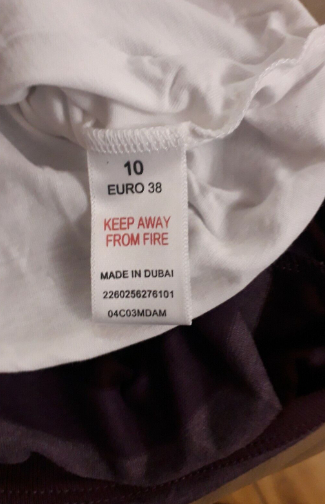 10
EURO 38
KEEP AWAY
FROM FIRE
MADE IN DUBAI
2260256276101
04C03MDAM